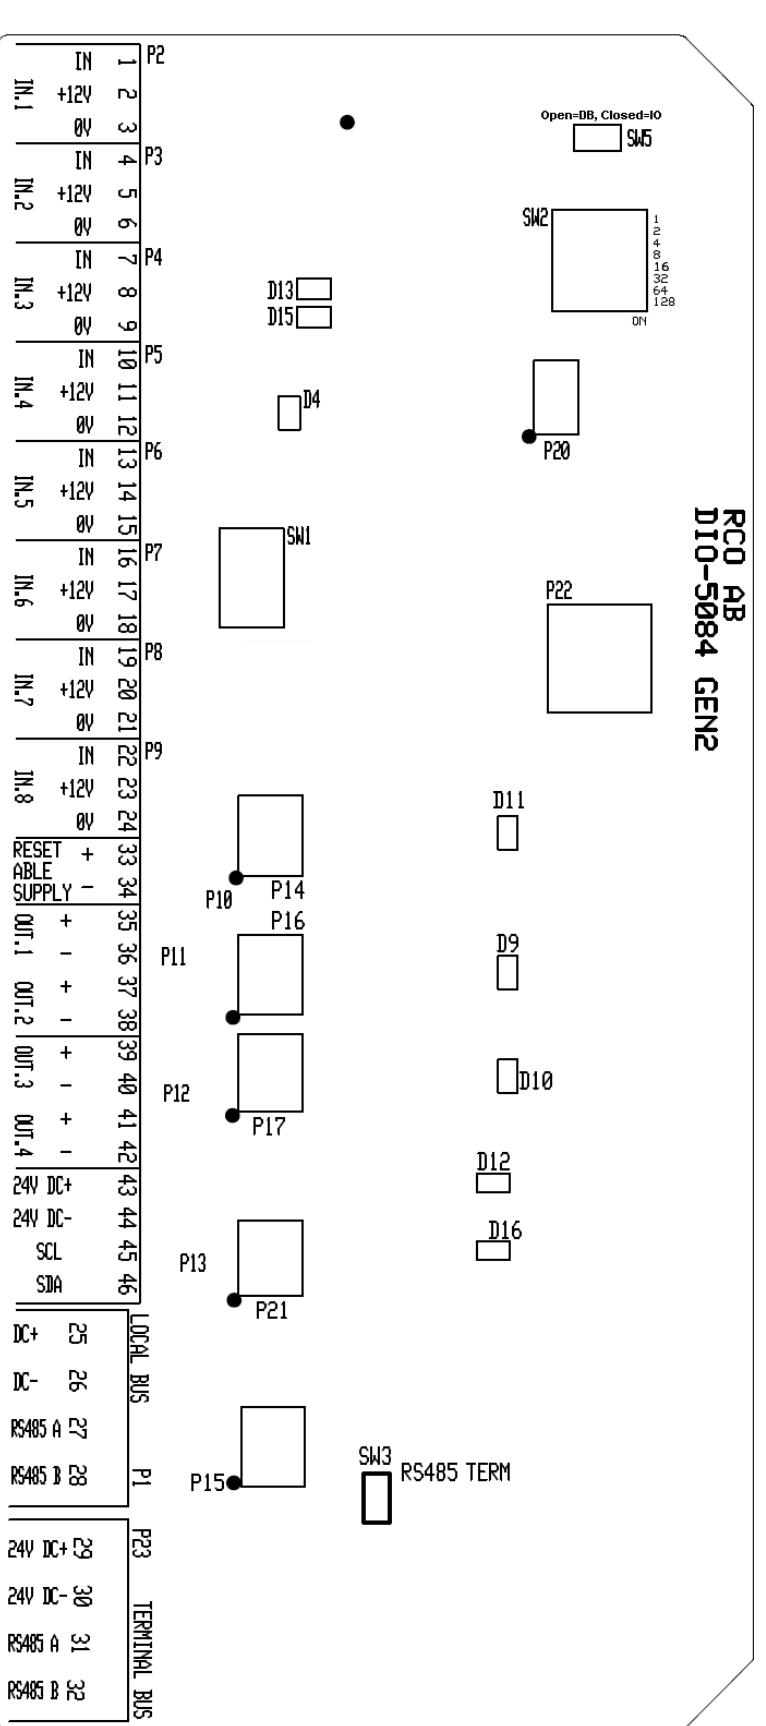 IN 1 P2
IN.1 +12V 2
0V 3
IN 4 P3
IN.2 +12V 5
0V 6
IN 7 P4
IN.3 +12V 8
0V 9
IN 10 P5
IN.4 +12V 11
0V 12
IN 13 P6
IN.5 +12V 14
0V 15
IN 16 P7
IN.6 +12V 17
0V 18
IN 19 P8
IN.7 +12V 20
0V 21
IN 22 P9
IN.8 +12V 23
0V 24
RESET + 33
ABLE
SUPPLY - 34
P10
OUT.1 + 35
- 36
P11
OUT.2 + 37
- 38
OUT.3 + 39
- 40
P12
OUT.4 + 41
- 42
24V DC+ 43
24V DC- 44
SCL 45
P13
SDA 46
LOCAL BUS
DC+ 25
DC- 26
RS485 A 27
RS485 B 28
P1
P23
24V DC+ 29
24V DC- 30
RS485 A 31
RS485 B 32
TERMINAL BUS
Open=DB, Closed=IO
SW5
SW2
1
2
4
8
16
32
64
128
ON
D13
D15
D4
P20
SW1
P22
RCO AB
DIO-5084 GEN2
D11
P14
P16
D9
D10
P17
D12
D16
P21
P15
SW3
RS485 TERM